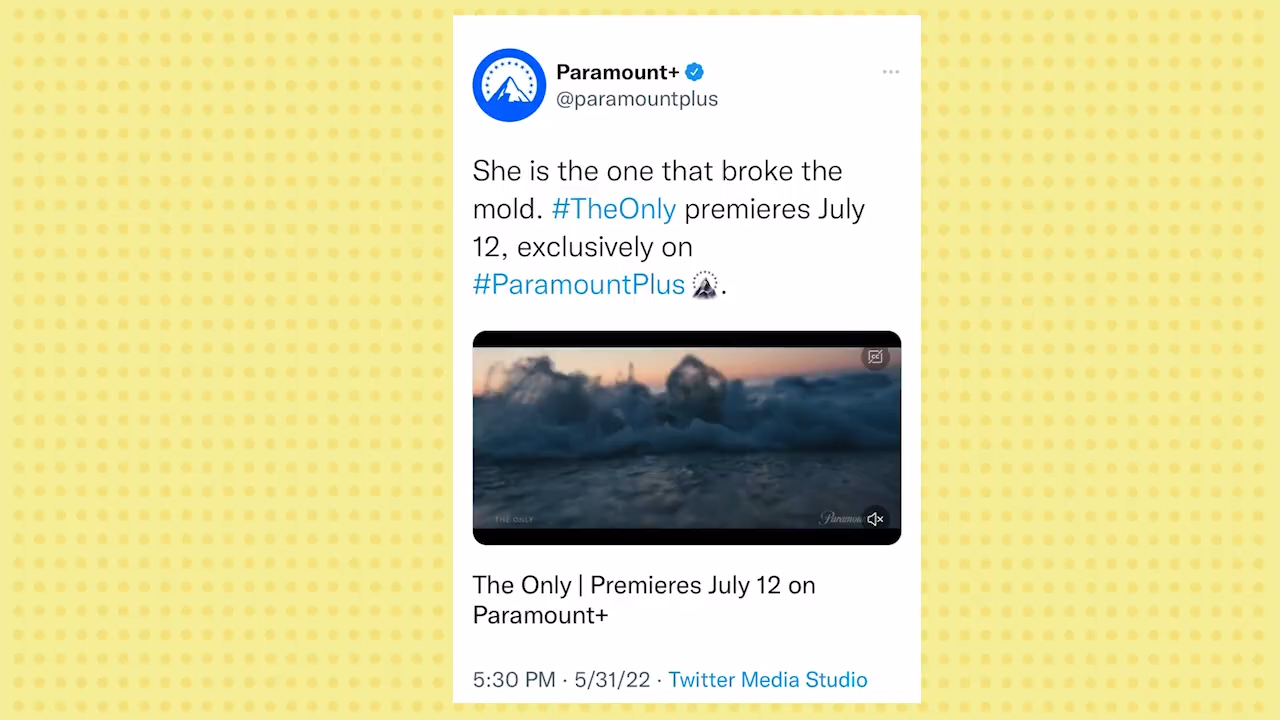 Paramount+
@paramountplus
She is the one that broke the
mold. #TheOnly premieres July
12, exclusively on
#ParamountPlus.
CC
THE ONLY
The Only | Premieres July 12 on
Paramount+
5:30 PM · 5/31/22 · Twitter Media Studio